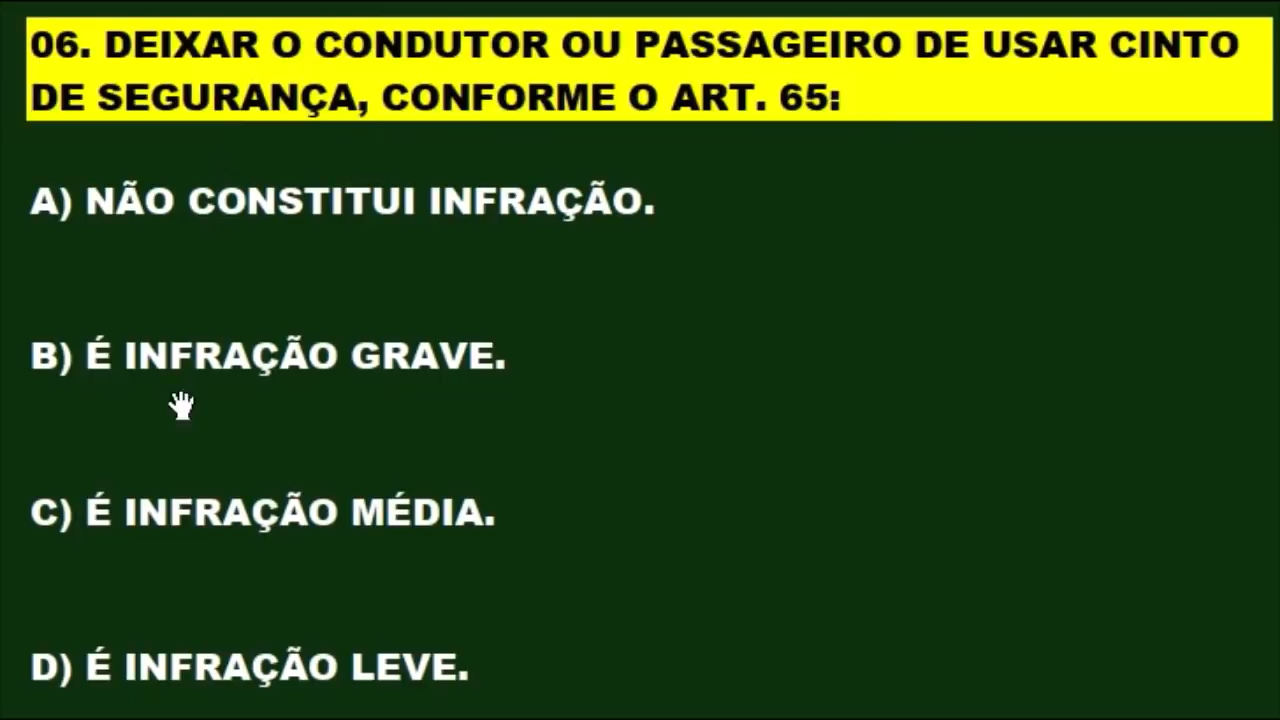 06. DEIXAR O CONDUTOR OU PASSAGEIRO DE USAR CINTO
DE SEGURANÇA, CONFORME O ART. 65:
A) NÃO CONSTITUI INFRAÇÃO.
B) É INFRAÇÃO GRAVE.
C) É INFRAÇÃO MÉDIA.
D) É INFRAÇÃO LEVE.